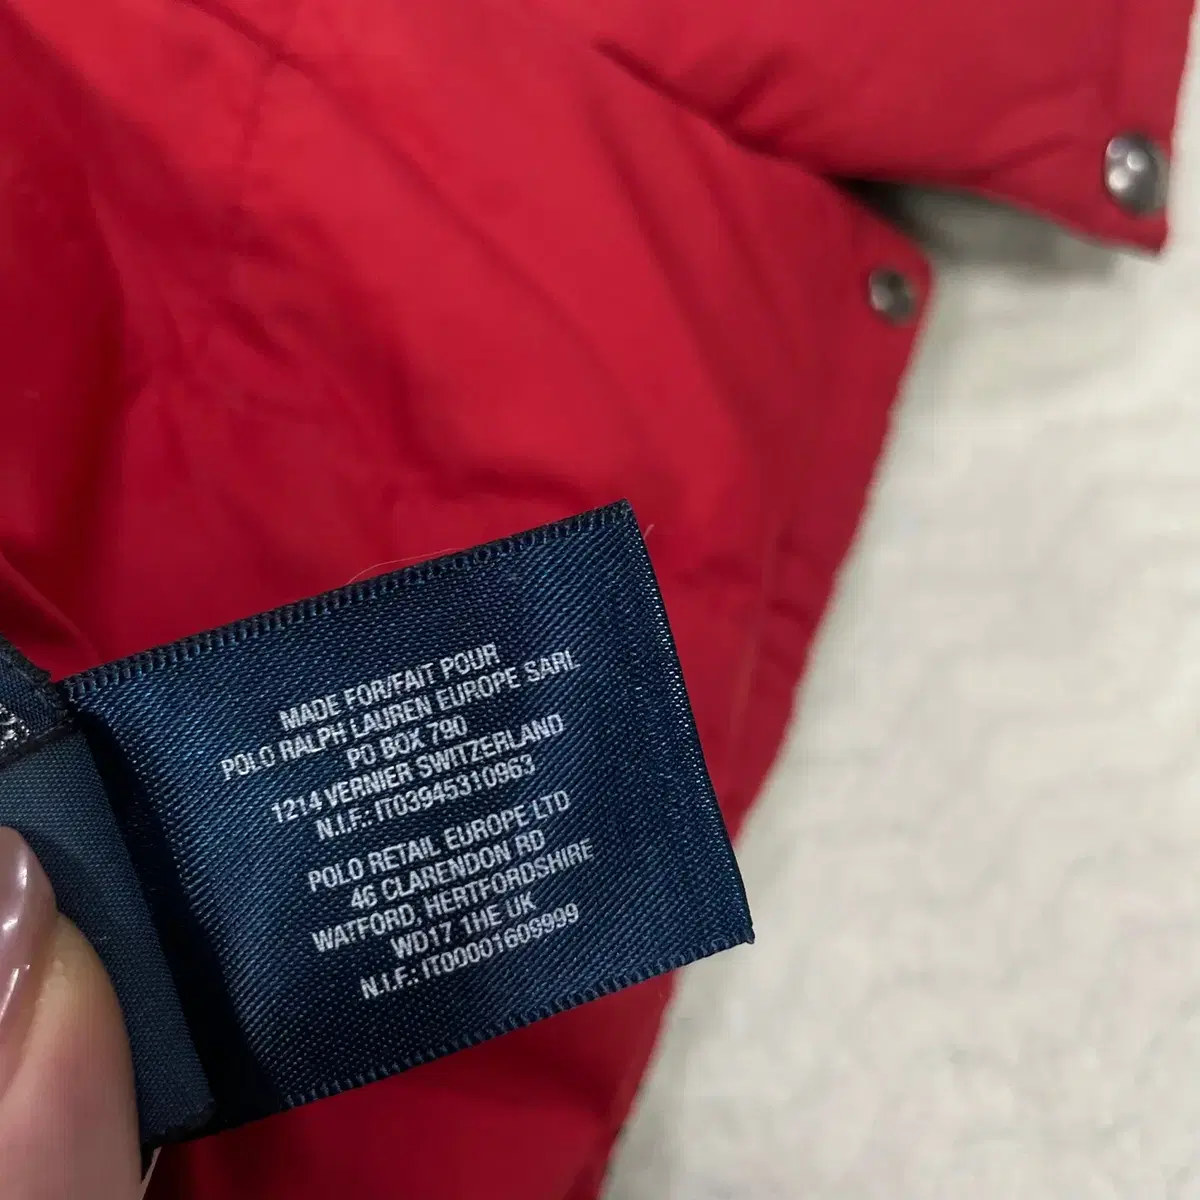 MADE FOR/FAIT POUR
POLO RALPH LAUREN EUROPE SARL
PO BOX 790
1214 VERNIER SWITZERLAND
N.I.F.: IT03945310963
POLO RETAIL EUROPE LTD
46 CLARENDON RD
WATFORD, HERTFORDSHIRE
WD17 1HE UK
N.I.F.: IT00001609999